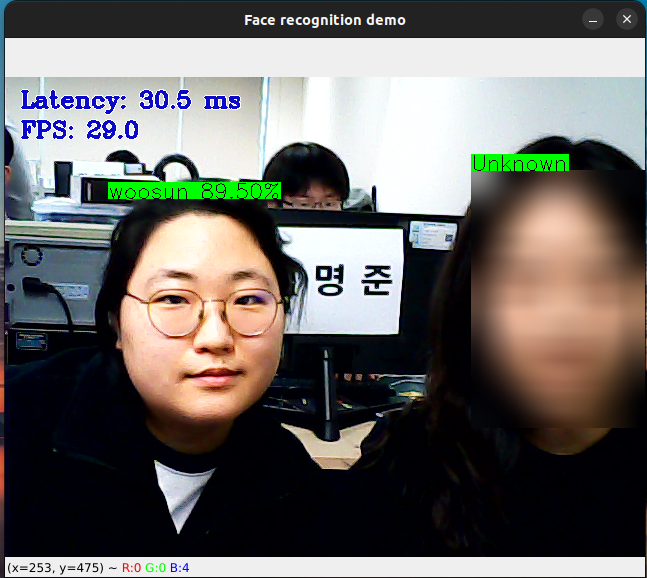 Face recognition demo
Latency: 30.5 ms
FPS: 29.0
Unknown
woosun 89.50%
명 준
(x=253, y=475) ~ R:0 G:0 B:4